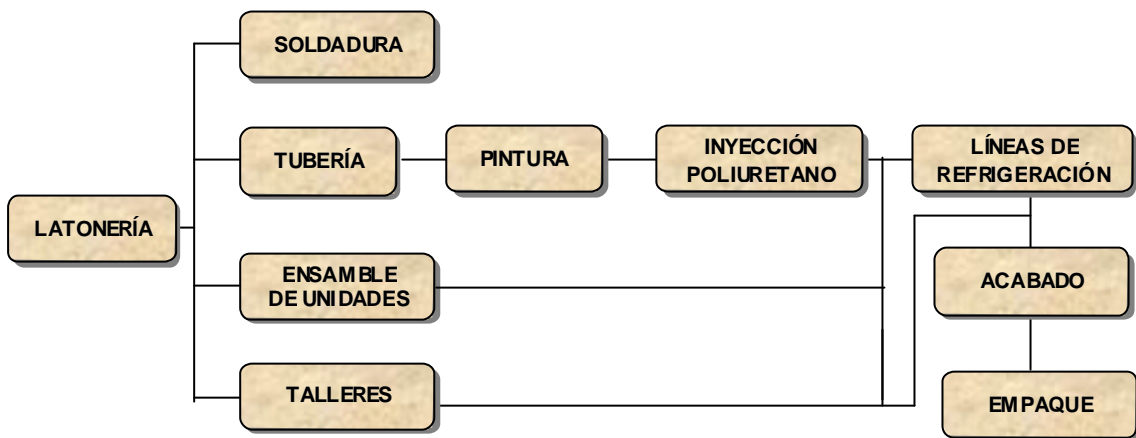 SOLDADURA
TUBERÍA
PINTURA
INYECCIÓN
POLIURETANO
LÍNEAS DE
REFRIGERACIÓN
LATONERÍA
ENSAMBLE
DE UNIDADES
ACABADO
TALLERES
EMPAQUE